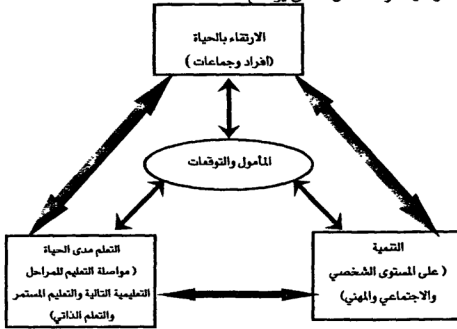 الارتقاء بالحياة
(أفراد وجماعات)
المأمول والتوقعات
التعلم مدى الحياة
(مواصلة التعليم للمراحل
التعليمية التالية والتعليم المستمر
والتعلم الذاتي)
التنمية
(على المستوى الشخصي
والاجتماعي والمهني)